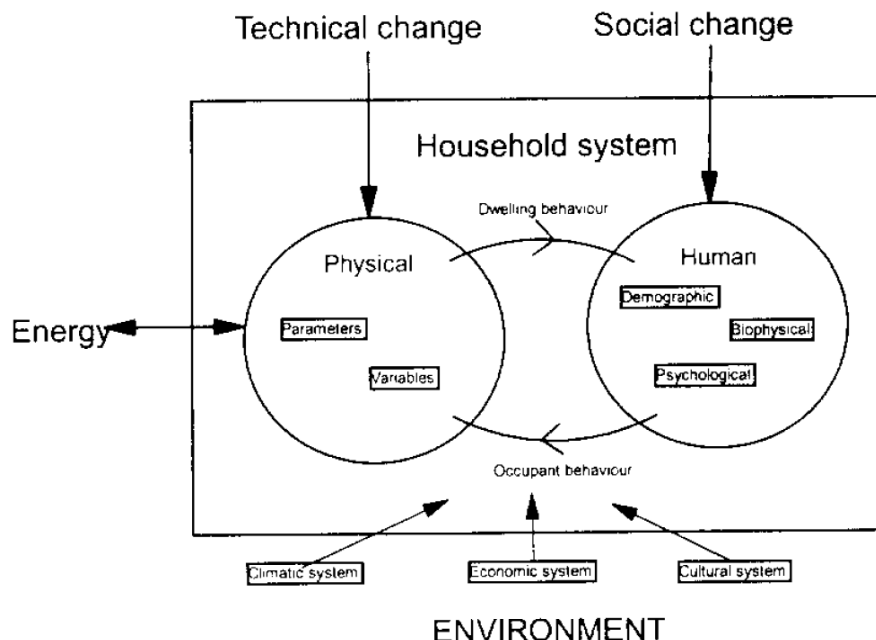 Technical change
Social change
Household system
Dwelling behaviour
Physical
Human
Demographic
Parameters
Biophysical
Energy
Variables
Psychological
Occupant behaviour
Climatic system
Economic system
Cultural system
ENVIRONMENT